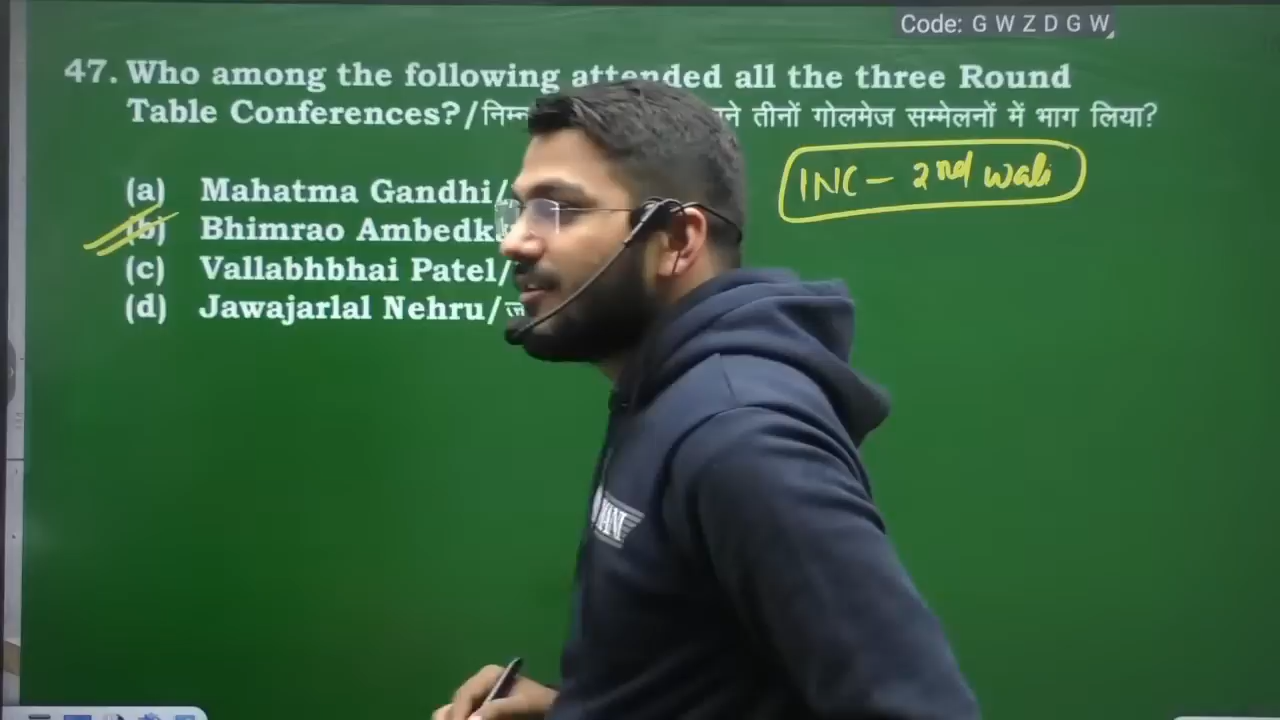 Code: G W Z D G W
47. Who among the following attended all the three Round
Table Conferences?/निम्न ने तीनों गोलमेज सम्मेलनों में भाग लिया?
INC - 2nd wali
(a) Mahatma Gandhi/
(b) Bhimrao Ambedk
(c) Vallabhbhai Patel/
(d) Jawajarlal Nehru/